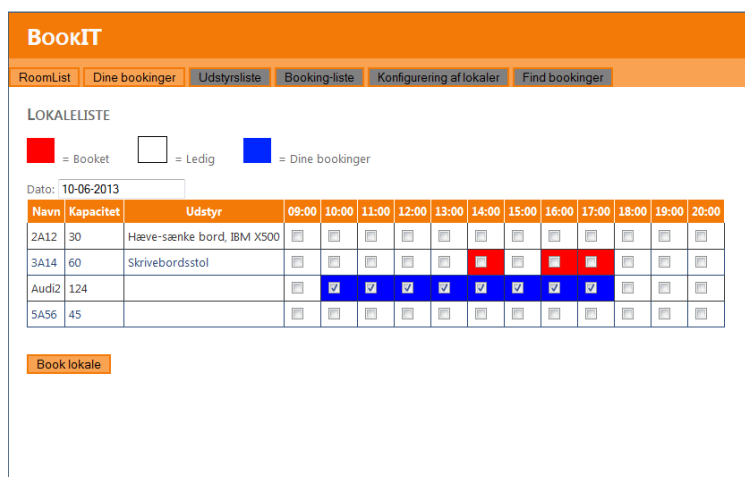 BookIT
RoomList Dine bookinger Udstyrsliste Booking-liste Konfigurering af lokaler Find bookinger
Lokaleliste
= Booket = Ledig = Dine bookinger
Dato: 10-06-2013
Navn Kapacitet Udstyr 09:00 10:00 11:00 12:00 13:00 14:00 15:00 16:00 17:00 18:00 19:00 20:00
2A12 30 Hæve-sænke bord, IBM X500
3A14 60 Skrivebordsstol
Audi2 124
5A56 45
Book lokale